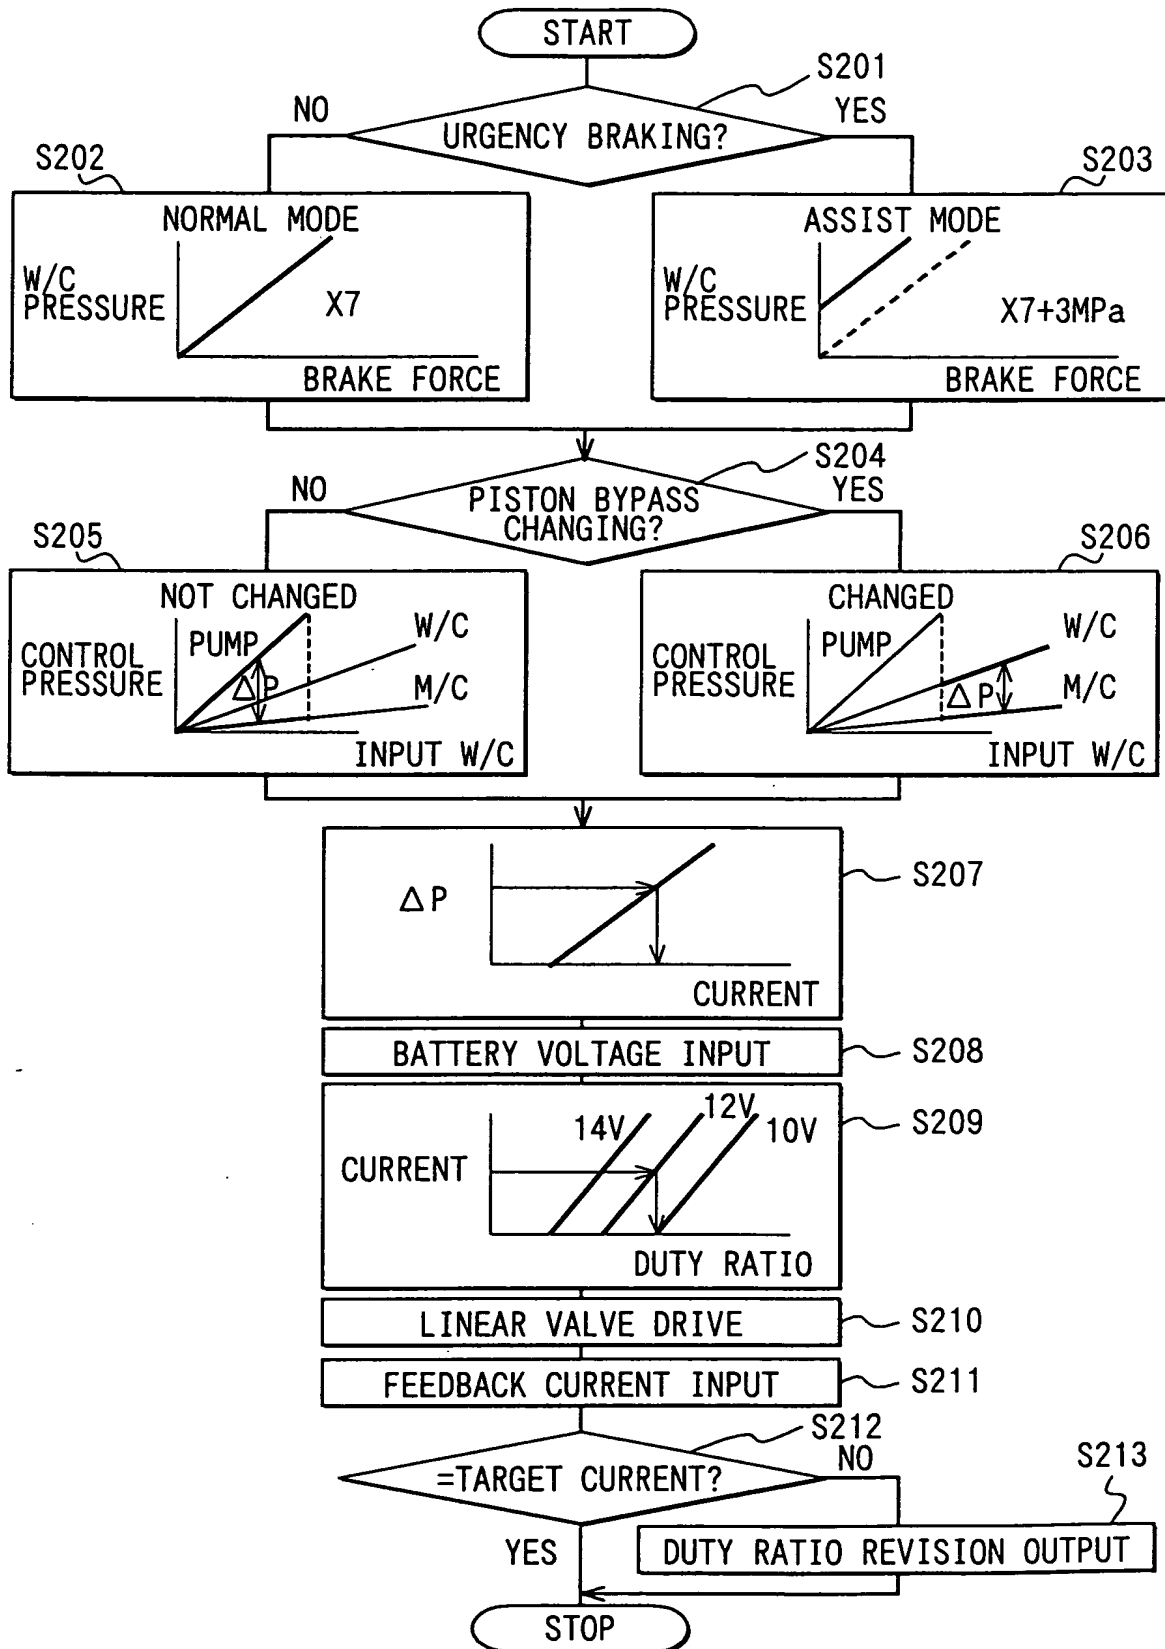 START
S201
NO
YES
URGENCY BRAKING?
S202
S203
NORMAL MODE
W/C
PRESSURE
X7
BRAKE FORCE
ASSIST MODE
W/C
PRESSURE
X7+3MPa
BRAKE FORCE
S204
NO
YES
PISTON BYPASS
CHANGING?
S205
S206
NOT CHANGED
PUMP
W/C
CONTROL
PRESSURE
ΔP
M/C
INPUT W/C
CHANGED
PUMP
W/C
CONTROL
PRESSURE
ΔP
M/C
INPUT W/C
S207
ΔP
CURRENT
BATTERY VOLTAGE INPUT
S208
14V
12V
10V
S209
CURRENT
DUTY RATIO
LINEAR VALVE DRIVE
S210
FEEDBACK CURRENT INPUT
S211
S212
=TARGET CURRENT?
NO
S213
YES
DUTY RATIO REVISION OUTPUT
STOP